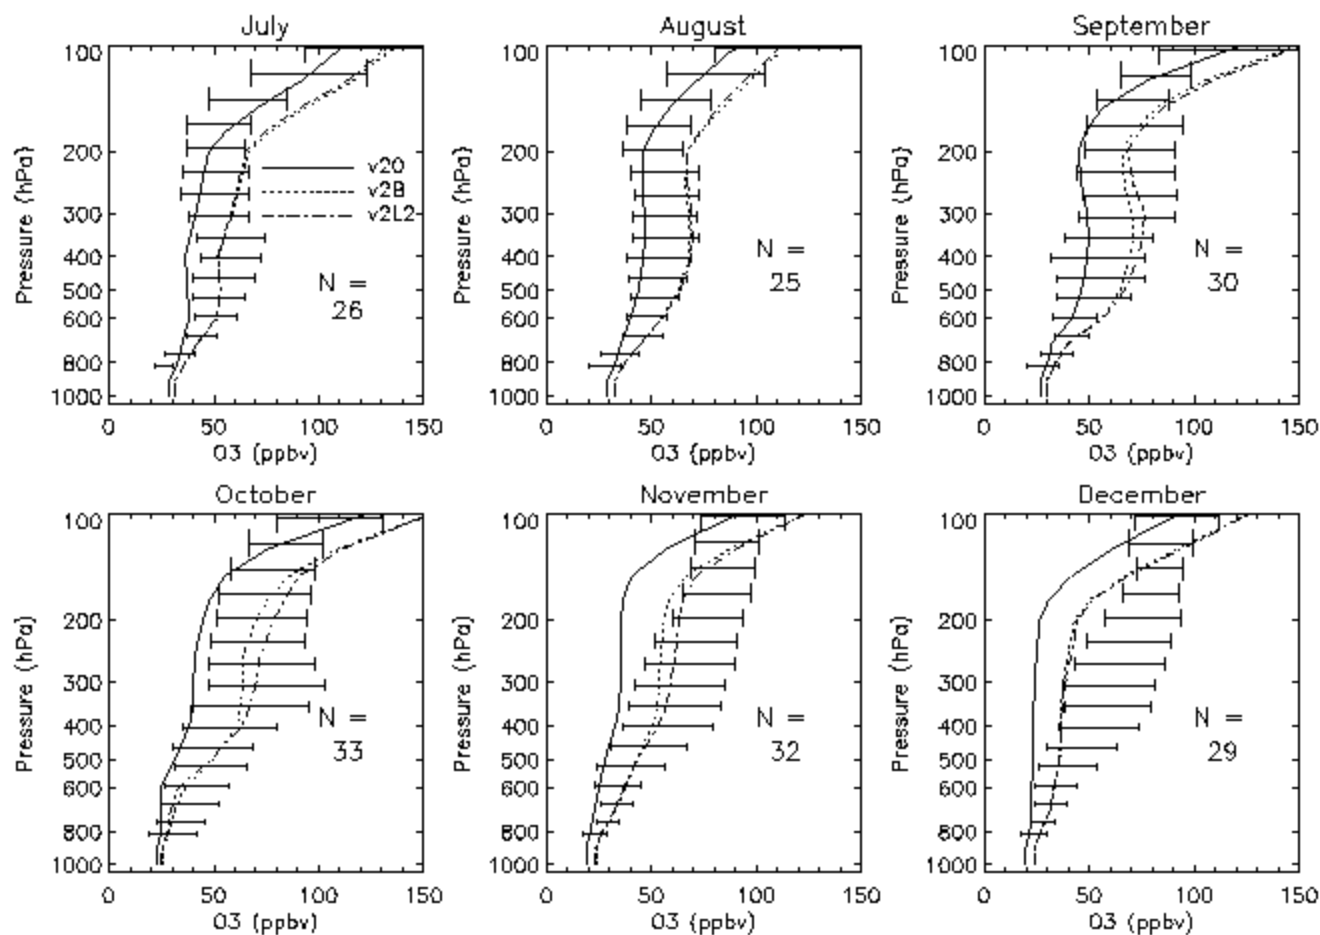 July
100
200
300
400
500
600
800
1000
Pressure (hPa)
v20
v2B
v2L2
N =
26
0 50 100 150
O3 (ppbv)
August
100
200
300
400
500
600
800
1000
Pressure (hPa)
N =
25
0 50 100 150
O3 (ppbv)
September
100
200
300
400
500
600
800
1000
Pressure (hPa)
N =
30
0 50 100 150
O3 (ppbv)
October
100
200
300
400
500
600
800
1000
Pressure (hPa)
N =
33
0 50 100 150
O3 (ppbv)
November
100
200
300
400
500
600
800
1000
Pressure (hPa)
N =
32
0 50 100 150
O3 (ppbv)
December
100
200
300
400
500
600
800
1000
Pressure (hPa)
N =
29
0 50 100 150
O3 (ppbv)